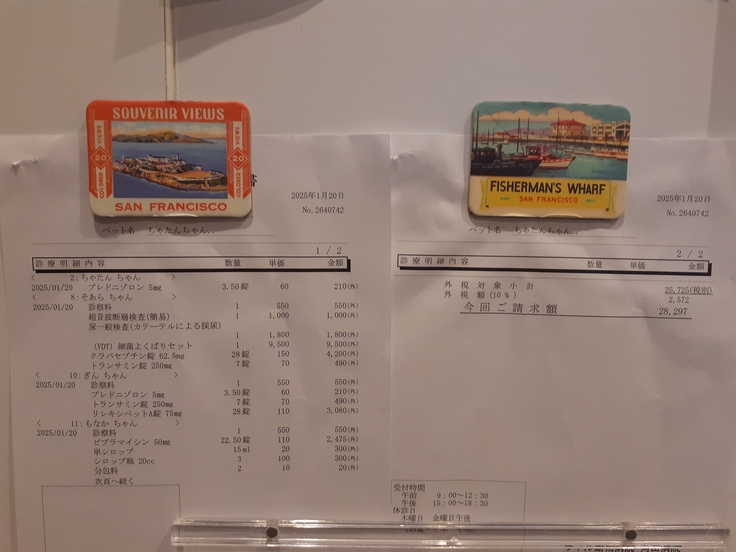 SOUVENIR VIEWS
COLORED 20 VIEWS
VIEWS 20 COLORED
SAN FRANCISCO
2025年1月20日
No.2640742
ペット名 ちゃたんちゃん、、
1 / 2
診療明細内容 数量 単価 金額
< 2: ちゃたん ちゃん >
2025/01/20 プレドニゾロン 5mg 3.50錠 60 210(外)
< 8: そあら ちゃん >
2025/01/20 診察料 1 550 550(外)
超音波断層検査(簡易) 1 1,000 1,000(外)
尿一般検査(カテーテルによる採尿)
1 1,800 1,800(外)
(VDT) 細菌よくばりセット 1 9,500 9,500(外)
クラバセプチン錠 62.5mg 28錠 150 4,200(外)
トランサミン錠 250mg 7錠 70 490(外)
< 10: ぎん ちゃん >
2025/01/20 診察料 1 550 550(外)
プレドニゾロン 5mg 3.50錠 60 210(外)
トランサミン錠 250mg 7錠 70 490(外)
リレキシペットA錠 75mg 28錠 110 3,080(外)
< 11: もなか ちゃん >
2025/01/20 診察料 1 550 550(外)
ビブラマイシン 50mg 22.50錠 110 2,475(外)
単シロップ 15ml 20 300(外)
シロップ瓶 20cc 3 100 300(外)
分包料 2 10 20(外)
次頁へ続く
FISHERMAN'S WHARF
SAN FRANCISCO
2025年1月20日
No.2640742
ペット名 ちゃたんちゃん、、
2 / 2
診療明細内容 数量 単価 金額
外税対象小計 25,725(税別)
外税額(10%) 2,572
今回ご請求額 28,297
受付時間
午前 9:00~12:30
午後 15:00~18:30
休診日
木曜日 金曜日午後